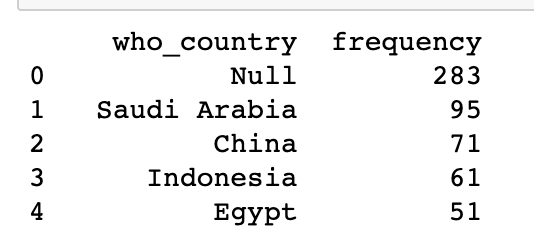 who_country frequency
0 Null 283
1 Saudi Arabia 95
2 China 71
3 Indonesia 61
4 Egypt 51